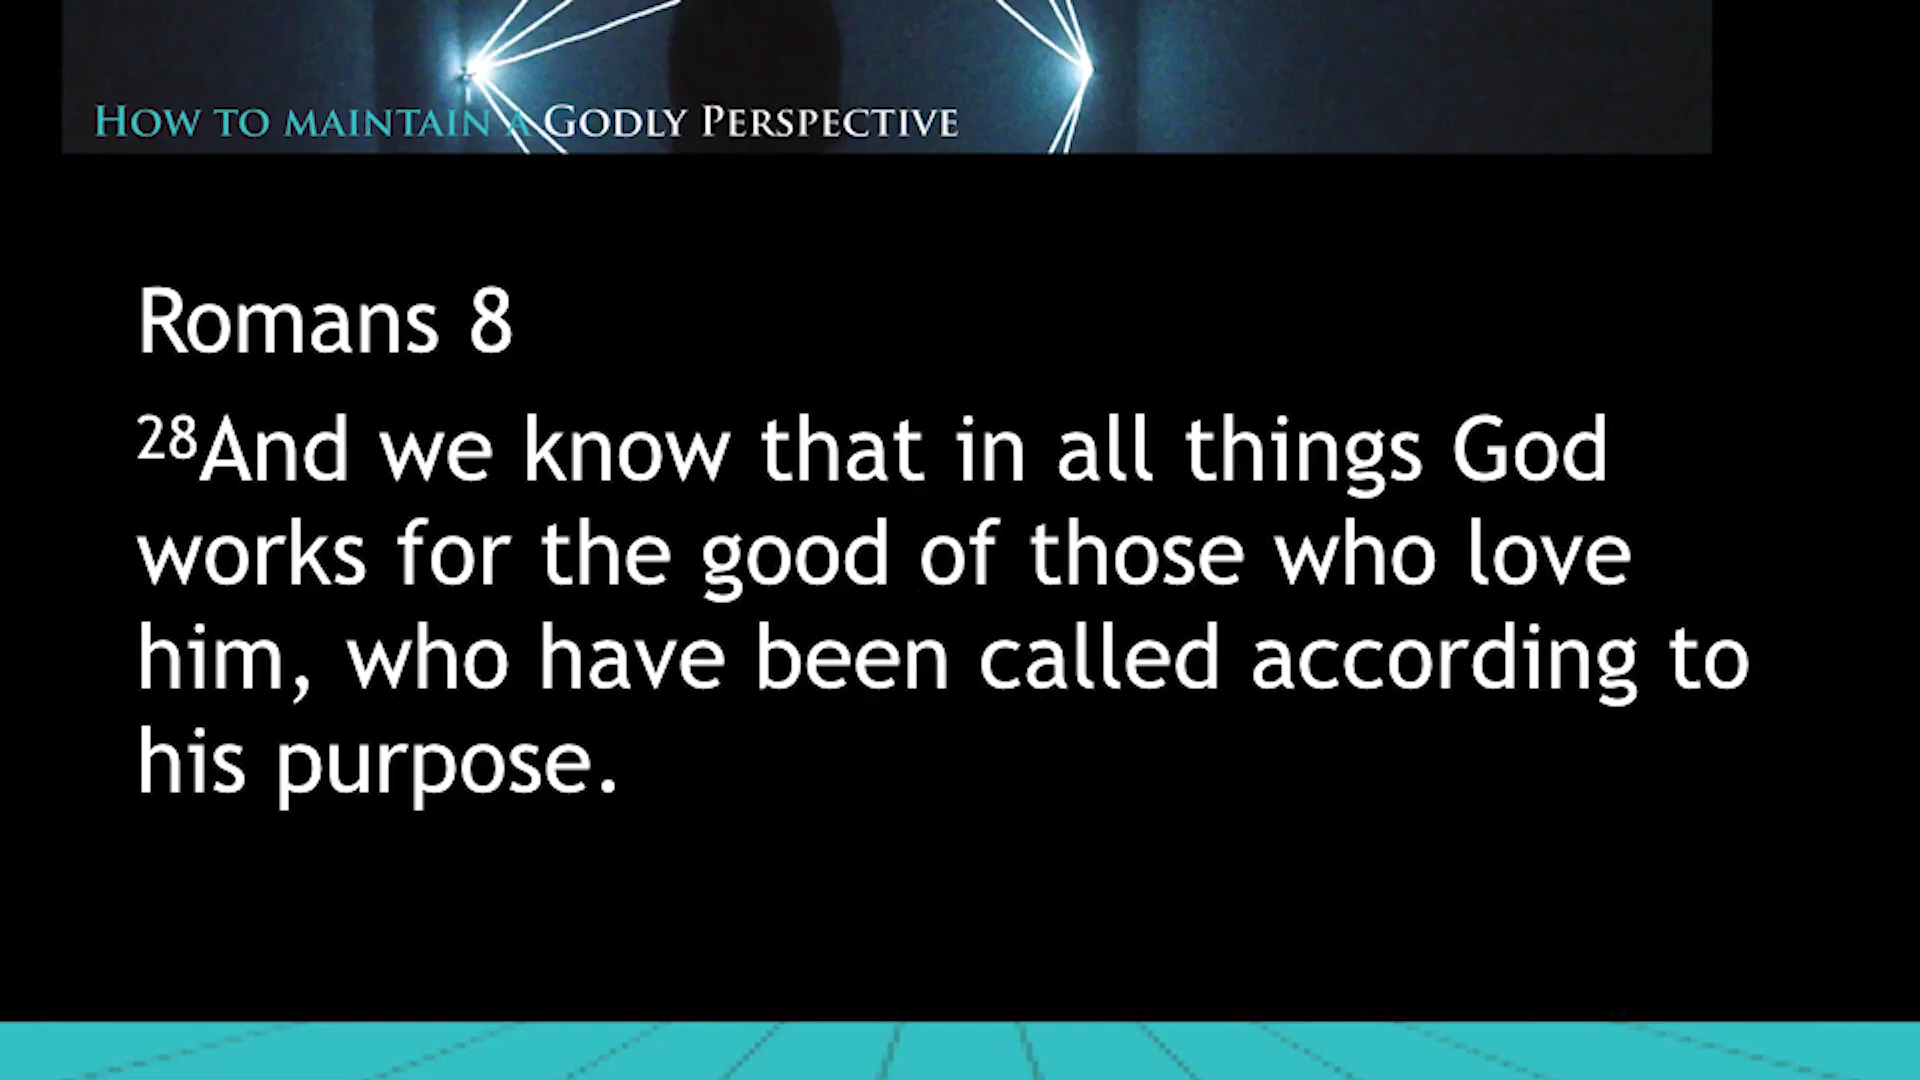 How to maintain a Godly Perspective
Romans 8
28And we know that in all things God
works for the good of those who love
him, who have been called according to
his purpose.